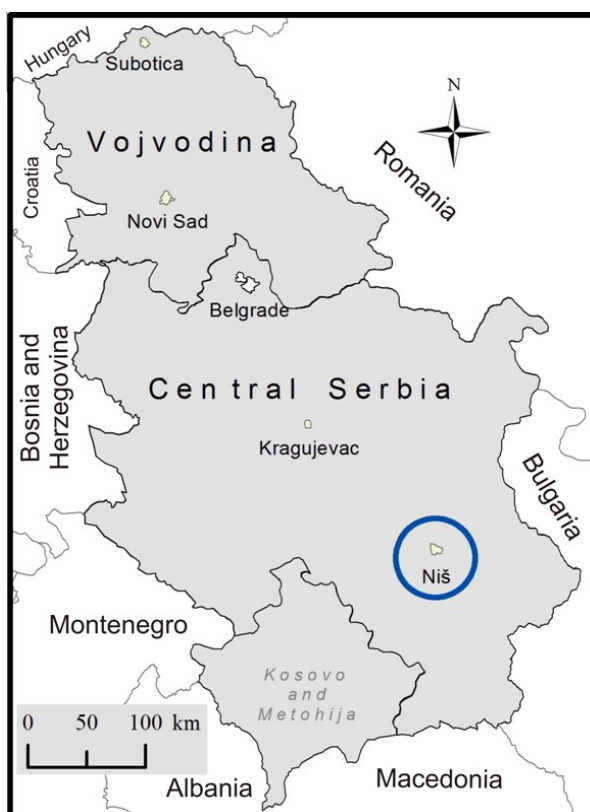 Hungary
Subotica
N
Vojvodina
Romania
Croatia
Novi Sad
Belgrade
Bosnia and
Herzegovina
Central Serbia
Kragujevac
Bulgaria
Niš
Montenegro
Kosovo
and
Metohija
0 50 100 km
Albania
Macedonia